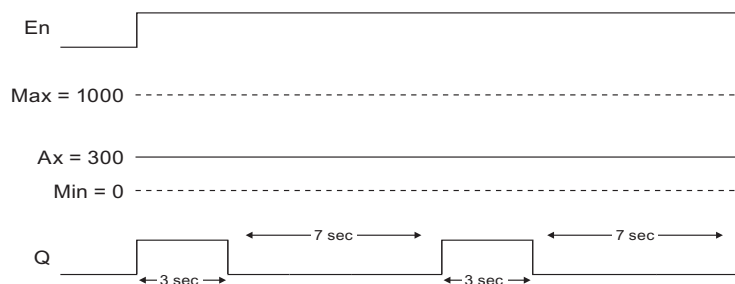 En
Max = 1000
Ax = 300
Min = 0
7 sec 7 sec
Q
3 sec 3 sec